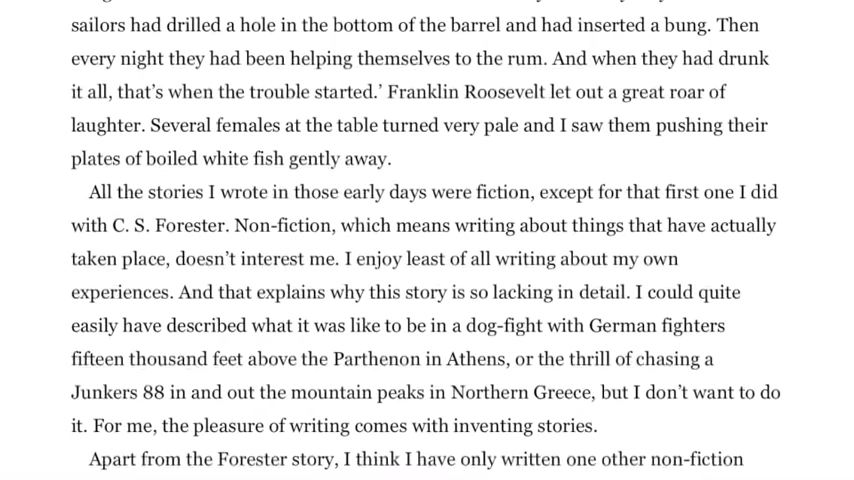 sailors had drilled a hole in the bottom of the barrel and had inserted a bung. Then
every night they had been helping themselves to the rum. And when they had drunk
it all, that’s when the trouble started.’ Franklin Roosevelt let out a great roar of
laughter. Several females at the table turned very pale and I saw them pushing their
plates of boiled white fish gently away.
All the stories I wrote in those early days were fiction, except for that first one I did
with C. S. Forester. Non-fiction, which means writing about things that have actually
taken place, doesn’t interest me. I enjoy least of all writing about my own
experiences. And that explains why this story is so lacking in detail. I could quite
easily have described what it was like to be in a dog-fight with German fighters
fifteen thousand feet above the Parthenon in Athens, or the thrill of chasing a
Junkers 88 in and out the mountain peaks in Northern Greece, but I don’t want to do
it. For me, the pleasure of writing comes with inventing stories.
Apart from the Forester story, I think I have only written one other non-fiction